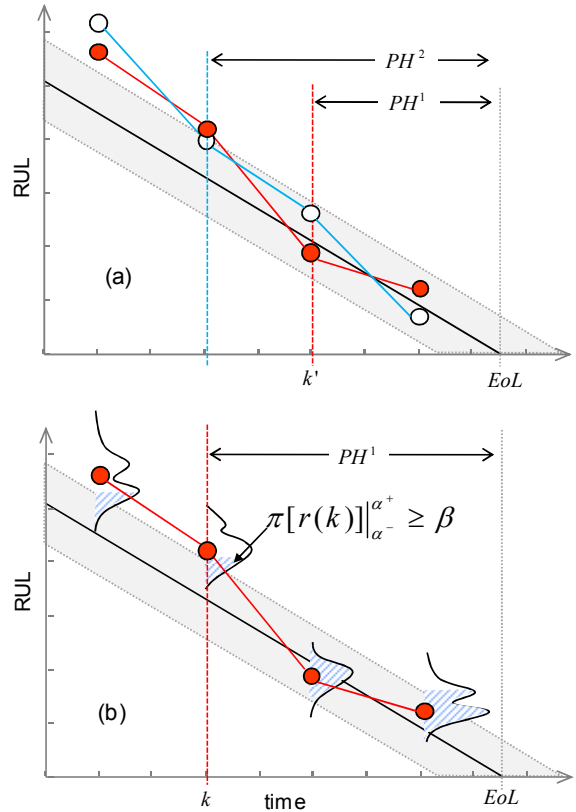 PH²
PH¹
RUL
(a)
k'
EoL
PH¹
π[r(k)]|α⁺α⁻ ≥ β
RUL
(b)
k
time
EoL